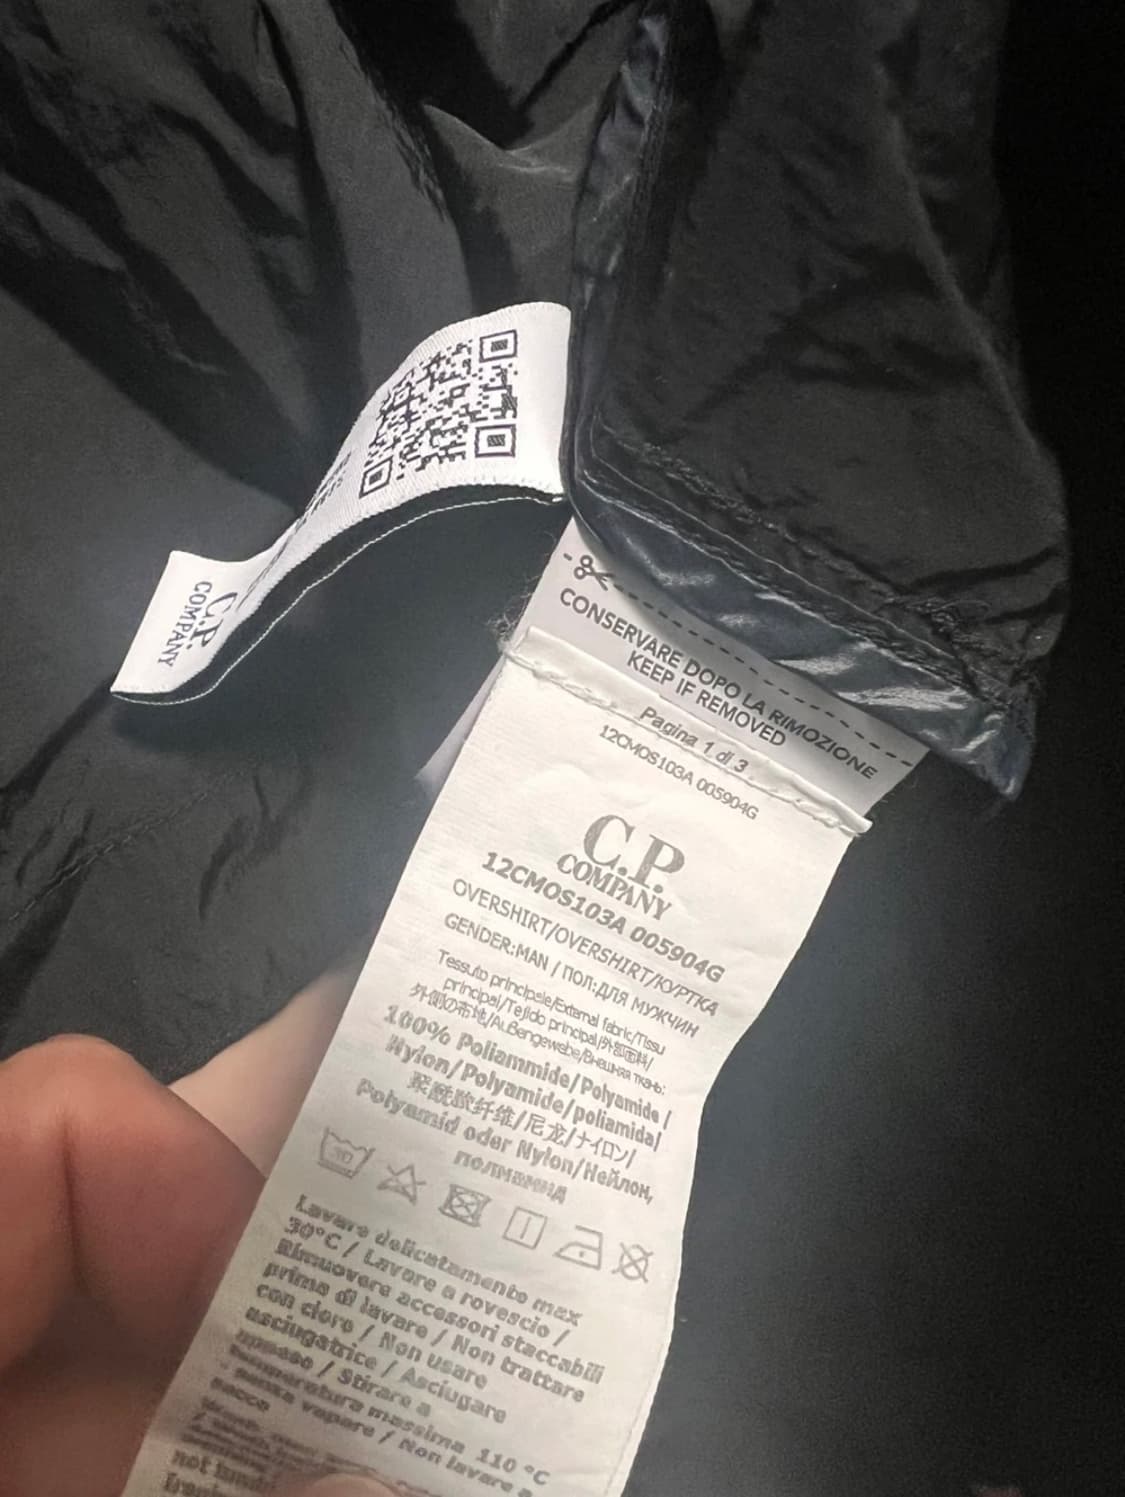 C.P.
COMPANY
CONSERVARE DOPO LA RIMOZIONE
KEEP IF REMOVED
Pagina 1 di 3
12CMOS103A 005904G
C.P.
COMPANY
12CMOS103A 005904G
OVERSHIRT/OVERSHIRT/КУРТКА
GENDER:MAN / ПОЛ:ДЛЯ МУЖЧИН
Tessuto principale/External fabric/Tissu
principal/Tejido principal/外部面料/
外側の布地/Außengewebe/Внешняя ткань:
100% Poliammide/Polyamide/
Nylon/Polyamide/poliamida/
聚酰胺纤维/尼龙/ナイロン/
Polyamid oder Nylon/Нейлон,
полиамид
30
Lavare delicatamente max
30°C / Lavare a rovescio /
Rimuovere accessori staccabili
prima di lavare / Non trattare
con cloro / Non usare
asciugatrice / Asciugare
appeso / Stirare a
temperatura massima 110 °C
senza vapore / Non lavare a
secco